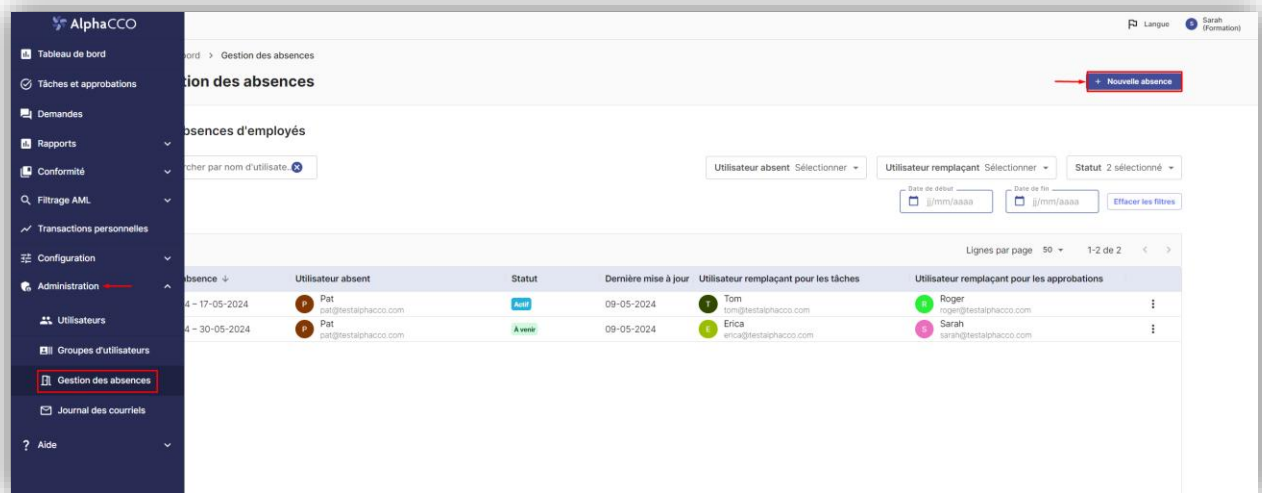 AlphaCCO
Langue
S
Sarah
(Formation)
Tableau de bord
Tâches et approbations
Demandes
Rapports
Conformité
Filtrage AML
Transactions personnelles
Configuration
Administration
Utilisateurs
Groupes d'utilisateurs
Gestion des absences
Journal des courriels
? Aide
ord > Gestion des absences
tion des absences
+ Nouvelle absence
bsences d'employés
rcher par nom d'utilisate..
Utilisateur absent Sélectionner
Utilisateur remplaçant Sélectionner
Statut 2 sélectionné
Date de début
jj/mm/aaaa
Date de fin
jj/mm/aaaa
Effacer les filtres
Lignes par page 50 1-2 de 2 < >
absence ↓ Utilisateur absent Statut Dernière mise à jour Utilisateur remplaçant pour les tâches Utilisateur remplaçant pour les approbations
4 – 17-05-2024 P Pat Actif 09-05-2024 T Tom R Roger
pat@testalphacco.com tom@testalphacco.com roger@testalphacco.com
4 – 30-05-2024 P Pat À venir 09-05-2024 E Erica S Sarah
pat@testalphacco.com erica@testalphacco.com sarah@testalphacco.com